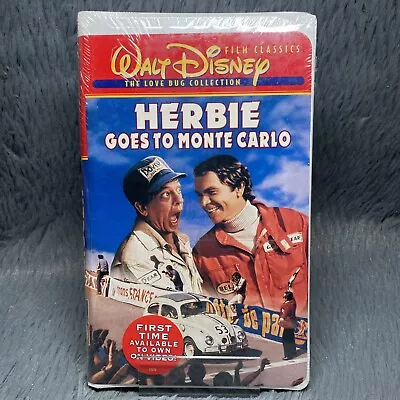 FILM CLASSICS
WALT DISNEY
THE LOVE BUG COLLECTION
HERBIE
GOES TO MONTE CARLO
53
FIRST
TIME
AVAILABLE
TO OWN
ON VIDEO!